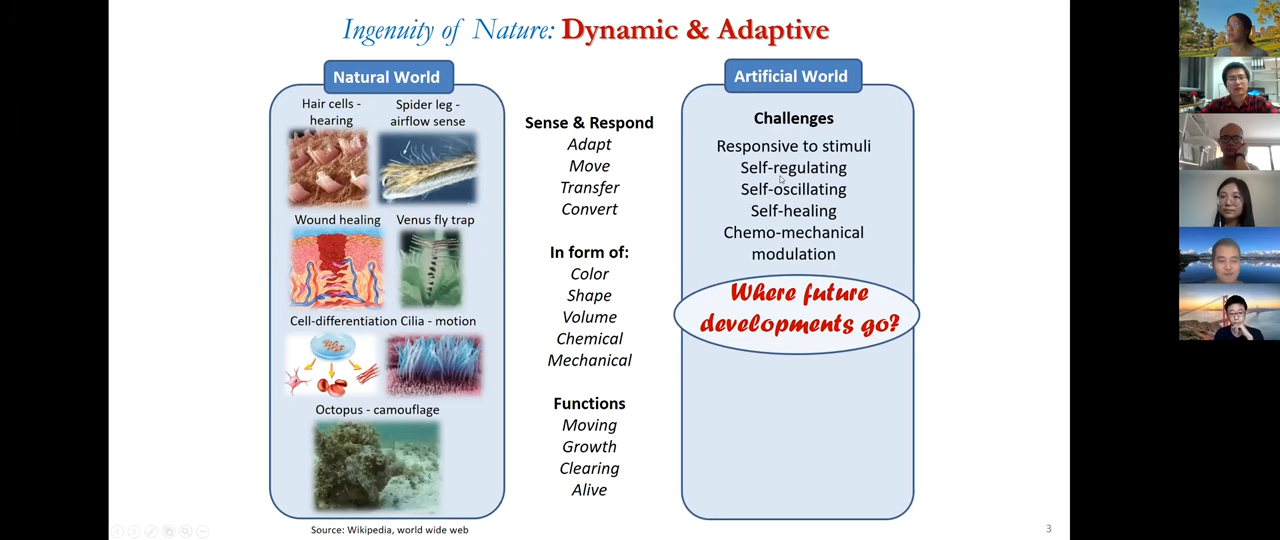 Ingenuity of Nature: Dynamic & Adaptive
Natural World
Hair cells -
hearing
Spider leg -
airflow sense
Wound healing
Venus fly trap
Cell-differentiation
Cilia - motion
Octopus - camouflage
Source: Wikipedia, world wide web
Sense & Respond
Adapt
Move
Transfer
Convert
In form of:
Color
Shape
Volume
Chemical
Mechanical
Functions
Moving
Growth
Clearing
Alive
Artificial World
Challenges
Responsive to stimuli
Self-regulating
Self-oscillating
Self-healing
Chemo-mechanical
modulation
Where future
developments go?
3